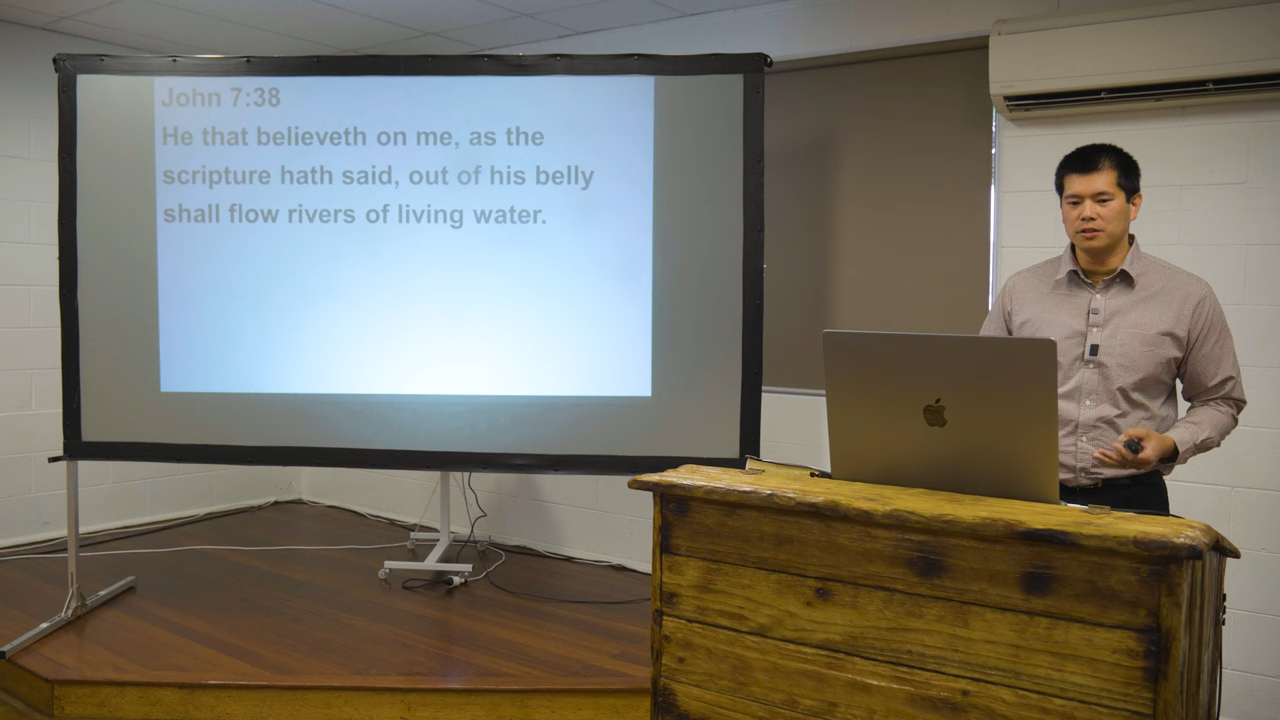 John 7:38
He that believeth on me, as the
scripture hath said, out of his belly
shall flow rivers of living water.